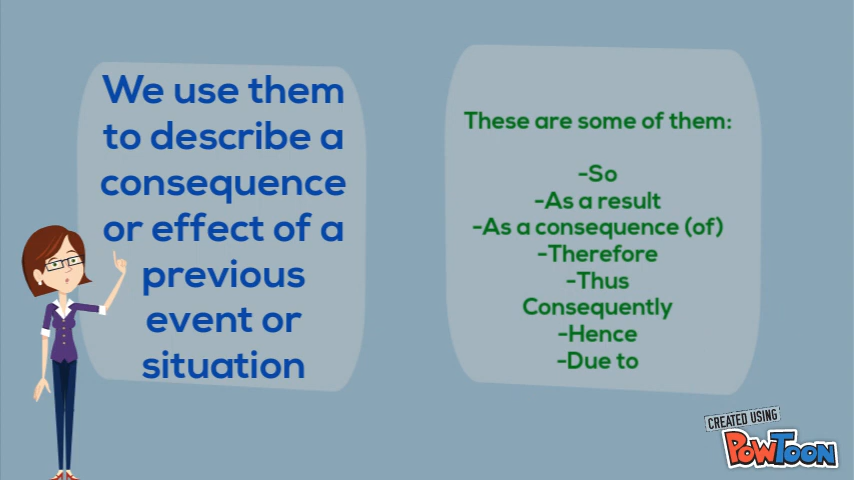 We use them
to describe a
consequence
or effect of a
previous
event or
situation
These are some of them:
-So
-As a result
-As a consequence (of)
-Therefore
-Thus
Consequently
-Hence
-Due to
CREATED USING
POWTOON